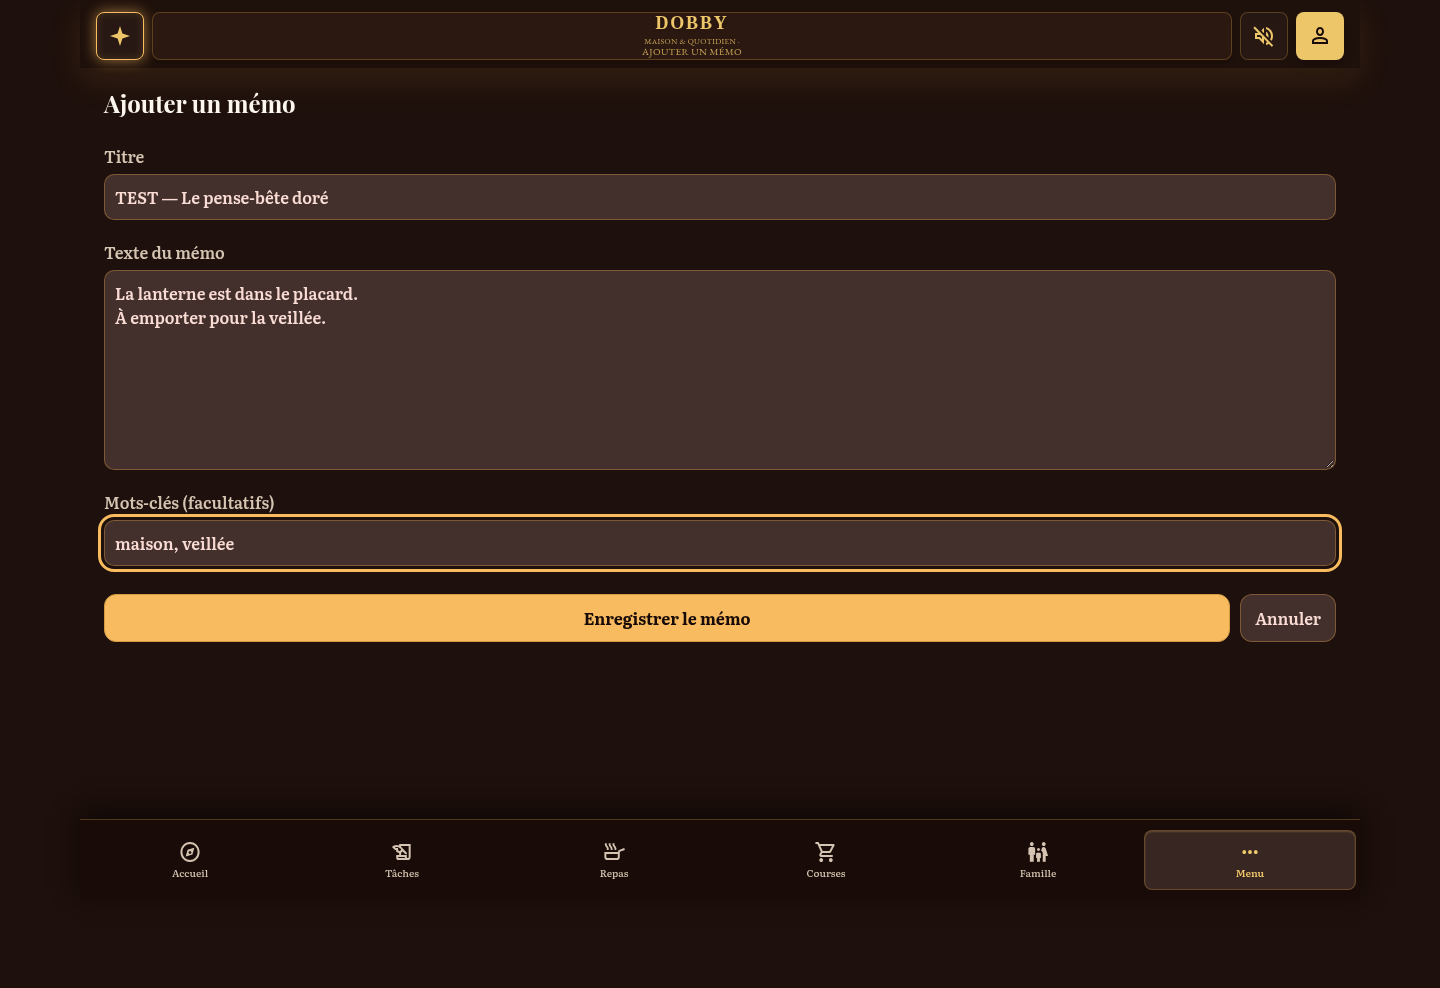 DOBBY
MAISON & QUOTIDIEN ·
AJOUTER UN MÉMO
Ajouter un mémo
Titre
TEST — Le pense-bête doré
Texte du mémo
La lanterne est dans le placard.
À emporter pour la veillée.
Mots-clés (facultatifs)
maison, veillée
Enregistrer le mémo
Annuler
Accueil
Tâches
Repas
Courses
Famille
Menu